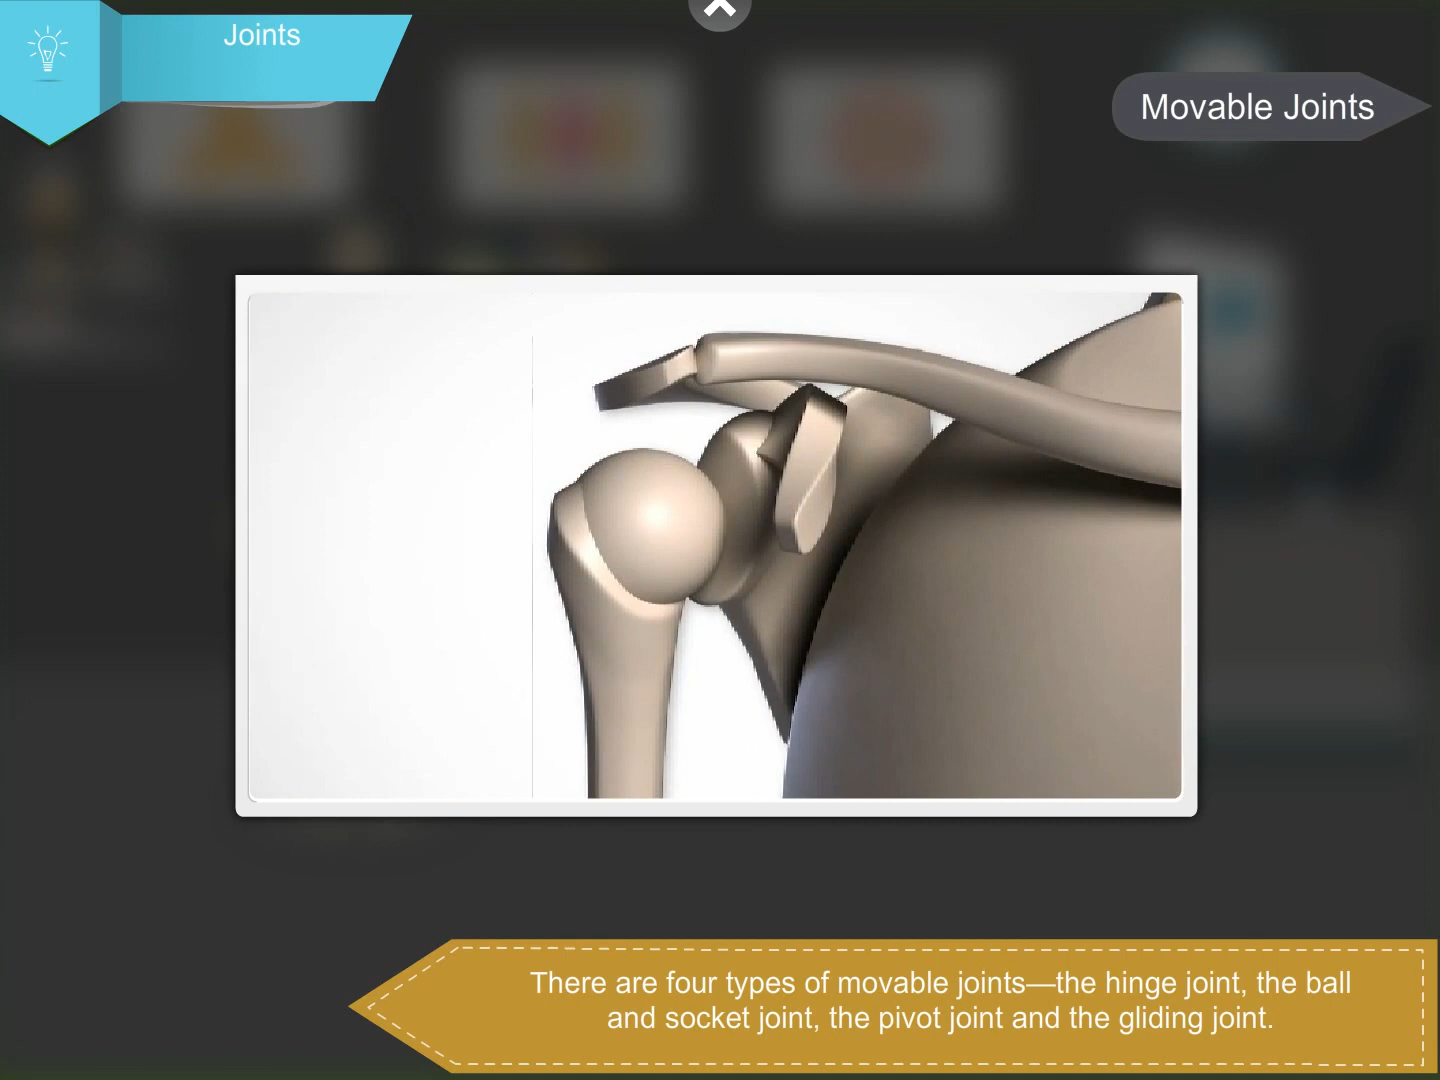 Joints
Movable Joints
There are four types of movable joints—the hinge joint, the ball
and socket joint, the pivot joint and the gliding joint.